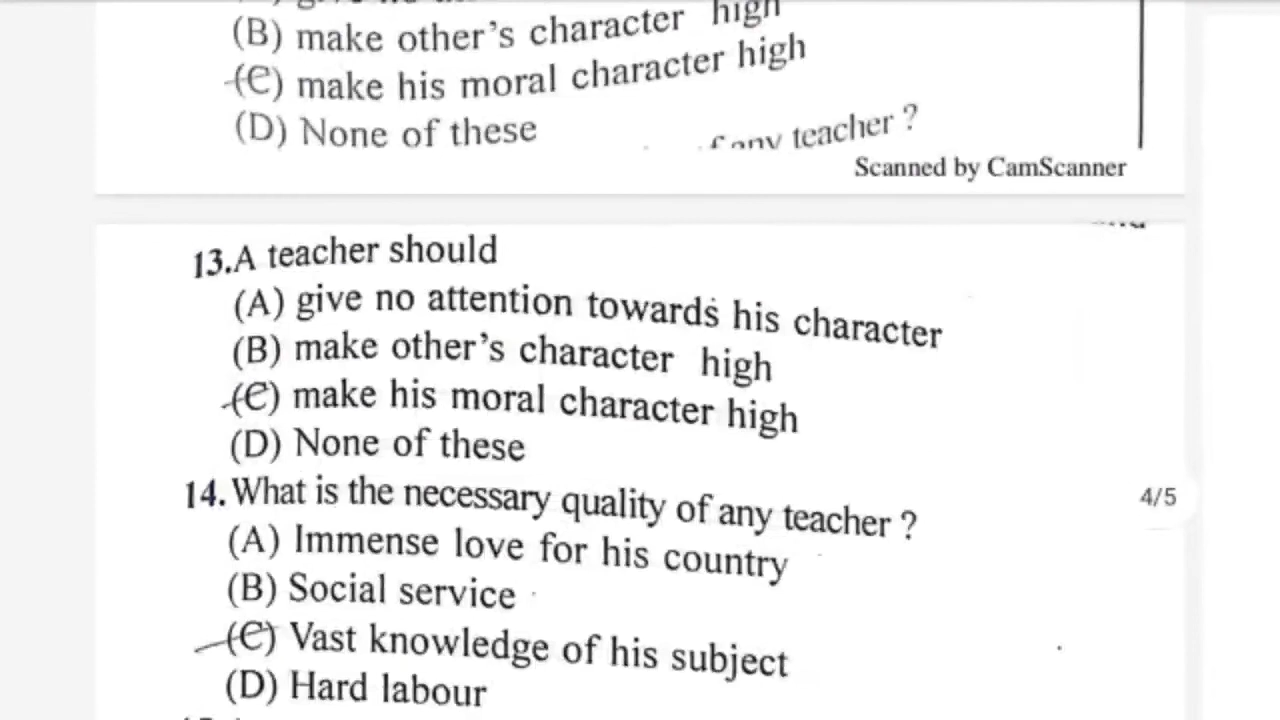 (B) make other's character high
(C) make his moral character high
(D) None of these
any teacher ?
Scanned by CamScanner
13.A teacher should
(A) give no attention towards his character
(B) make other's character high
(C) make his moral character high
(D) None of these
14. What is the necessary quality of any teacher ?
(A) Immense love for his country
(B) Social service
(C) Vast knowledge of his subject
(D) Hard labour
4/5